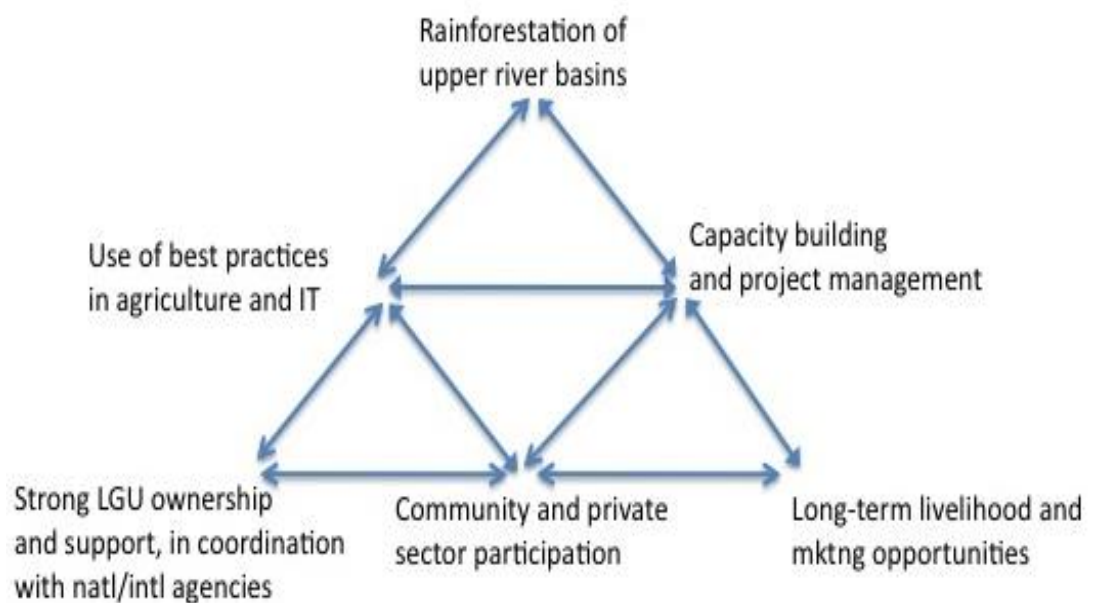 Rainforestation of
upper river basins
Use of best practices
in agriculture and IT
Capacity building
and project management
Strong LGU ownership
and support, in coordination
with natl/intl agencies
Community and private
sector participation
Long-term livelihood and
mktng opportunities